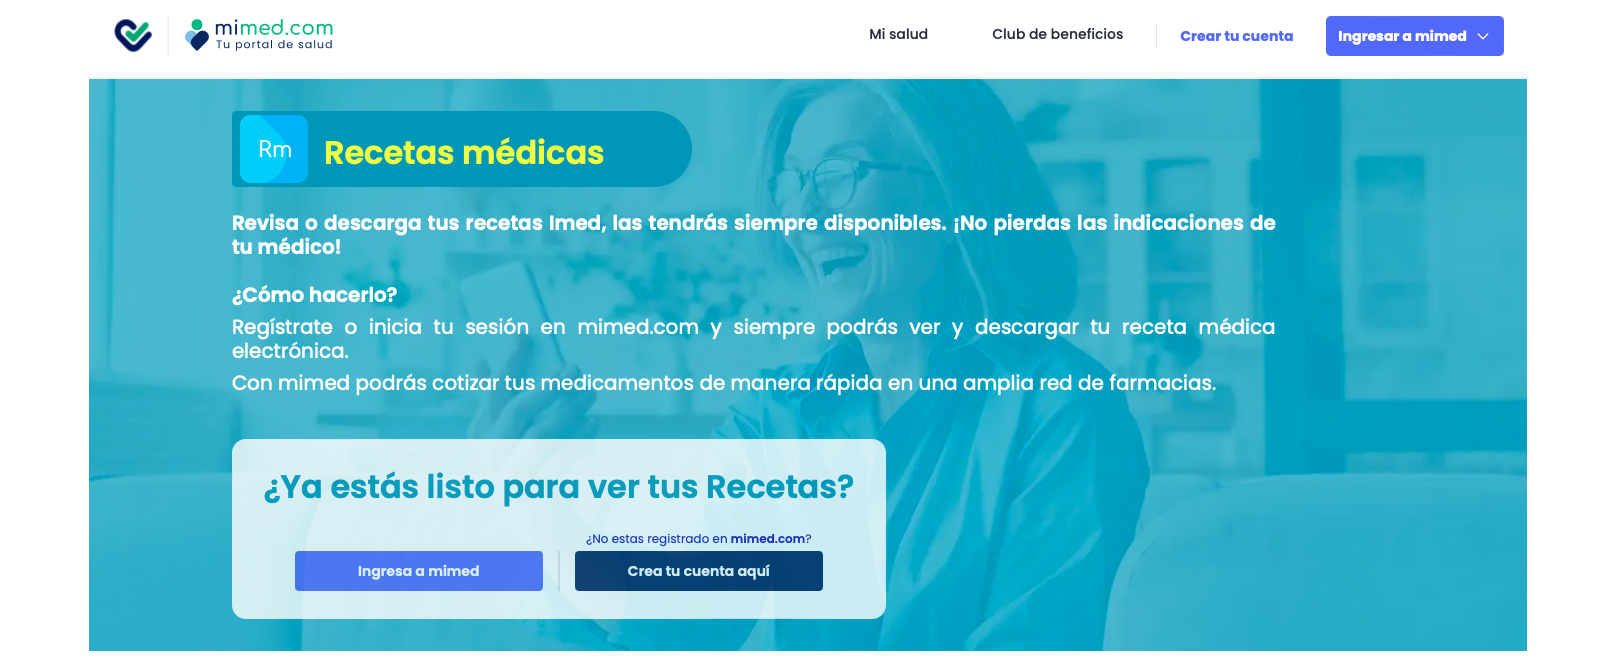 mimed.com
Tu portal de salud
Mi salud
Club de beneficios
Crear tu cuenta
Ingresar a mimed
Rm
Recetas médicas
Revisa o descarga tus recetas Imed, las tendrás siempre disponibles. ¡No pierdas las indicaciones de
tu médico!
¿Cómo hacerlo?
Regístrate o inicia tu sesión en mimed.com y siempre podrás ver y descargar tu receta médica
electrónica.
Con mimed podrás cotizar tus medicamentos de manera rápida en una amplia red de farmacias.
¿Ya estás listo para ver tus Recetas?
¿No estas registrado en mimed.com?
Ingresa a mimed
Crea tu cuenta aquí